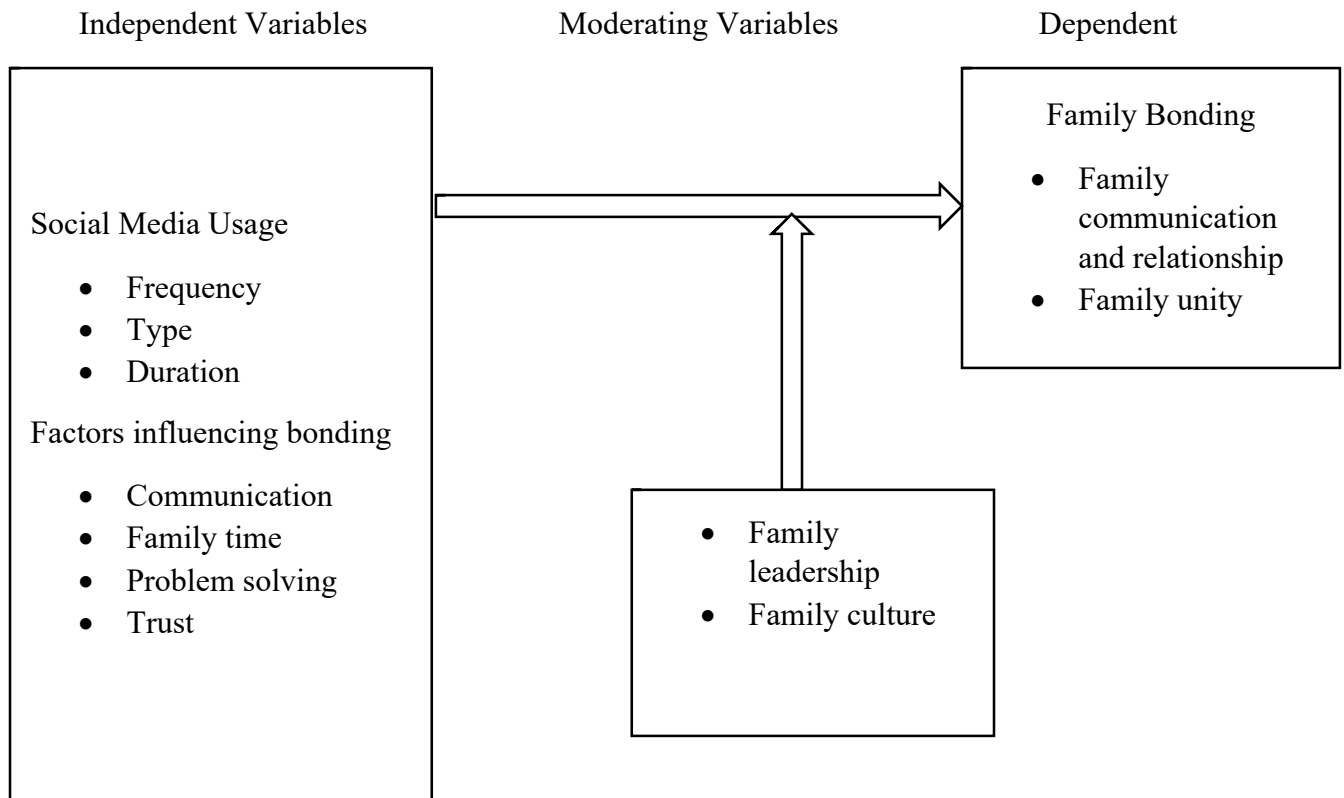 Independent Variables
Moderating Variables
Dependent
Social Media Usage
• Frequency
• Type
• Duration
Factors influencing bonding
• Communication
• Family time
• Problem solving
• Trust
• Family
leadership
• Family culture
Family Bonding
• Family
communication
and relationship
• Family unity